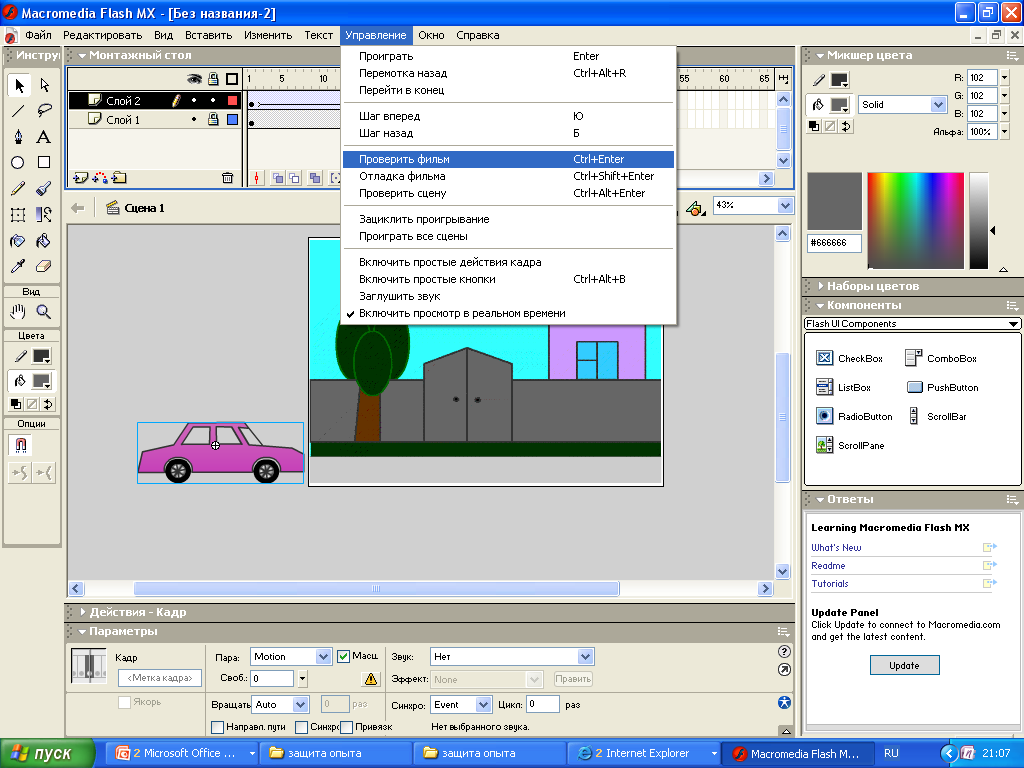 Macromedia Flash MX - [Без названия-2]
Файл Редактировать Вид Вставить Изменить Текст Управление Окно Справка
Инстру
Монтажный стол
1 5 10 55 60 65
Слой 2
Слой 1
Проиграть Enter
Перемотка назад Ctrl+Alt+R
Перейти в конец
Шаг вперед Ю
Шаг назад Б
Проверить фильм Ctrl+Enter
Отладка фильма Ctrl+Shift+Enter
Проверить сцену Ctrl+Alt+Enter
Зациклить проигрывание
Проиграть все сцены
Включить простые действия кадра
Включить простые кнопки Ctrl+Alt+B
Заглушить звук
Включить просмотр в реальном времени
Сцена 1
43%
Вид
Цвета
Опции
Микшер цвета
R: 102
Solid G: 102
B: 102
Альфа: 100%
#666666
Наборы цветов
Компоненты
Flash UI Components
CheckBox ComboBox
ListBox PushButton
RadioButton ScrollBar
ScrollPane
Ответы
Learning Macromedia Flash MX
What's New
Readme
Tutorials
Update Panel
Click Update to connect to Macromedia.com
and get the latest content.
Update
Действия - Кадр
Параметры
Кадр Пара: Motion Масш. Звук: Нет
<Метка кадра> Своб.: 0 Эффект: None Править
Якорь Вращать Auto 0 раз Синхро: Event Цикл: 0 раз
Направл. пути Синхро Привязк Нет выбранного звука.
пуск 2 Microsoft Office ... защита опыта защита опыта 2 Internet Explorer Macromedia Flash M... RU 21:07